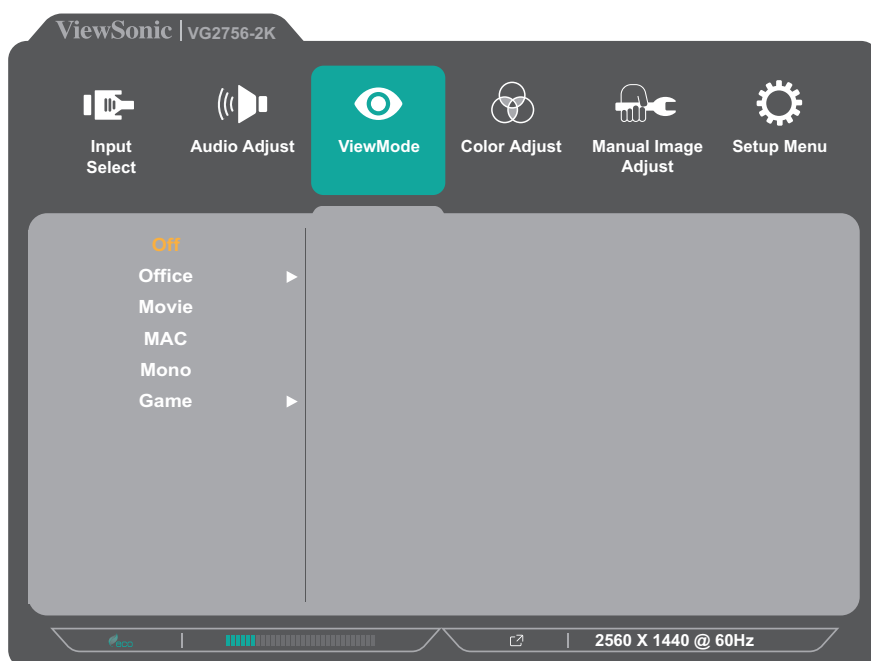 ViewSonic | VG2756-2K
Input Select
Audio Adjust
ViewMode
Color Adjust
Manual Image Adjust
Setup Menu
Off
Office
Movie
MAC
Mono
Game
eco
2560 X 1440 @ 60Hz